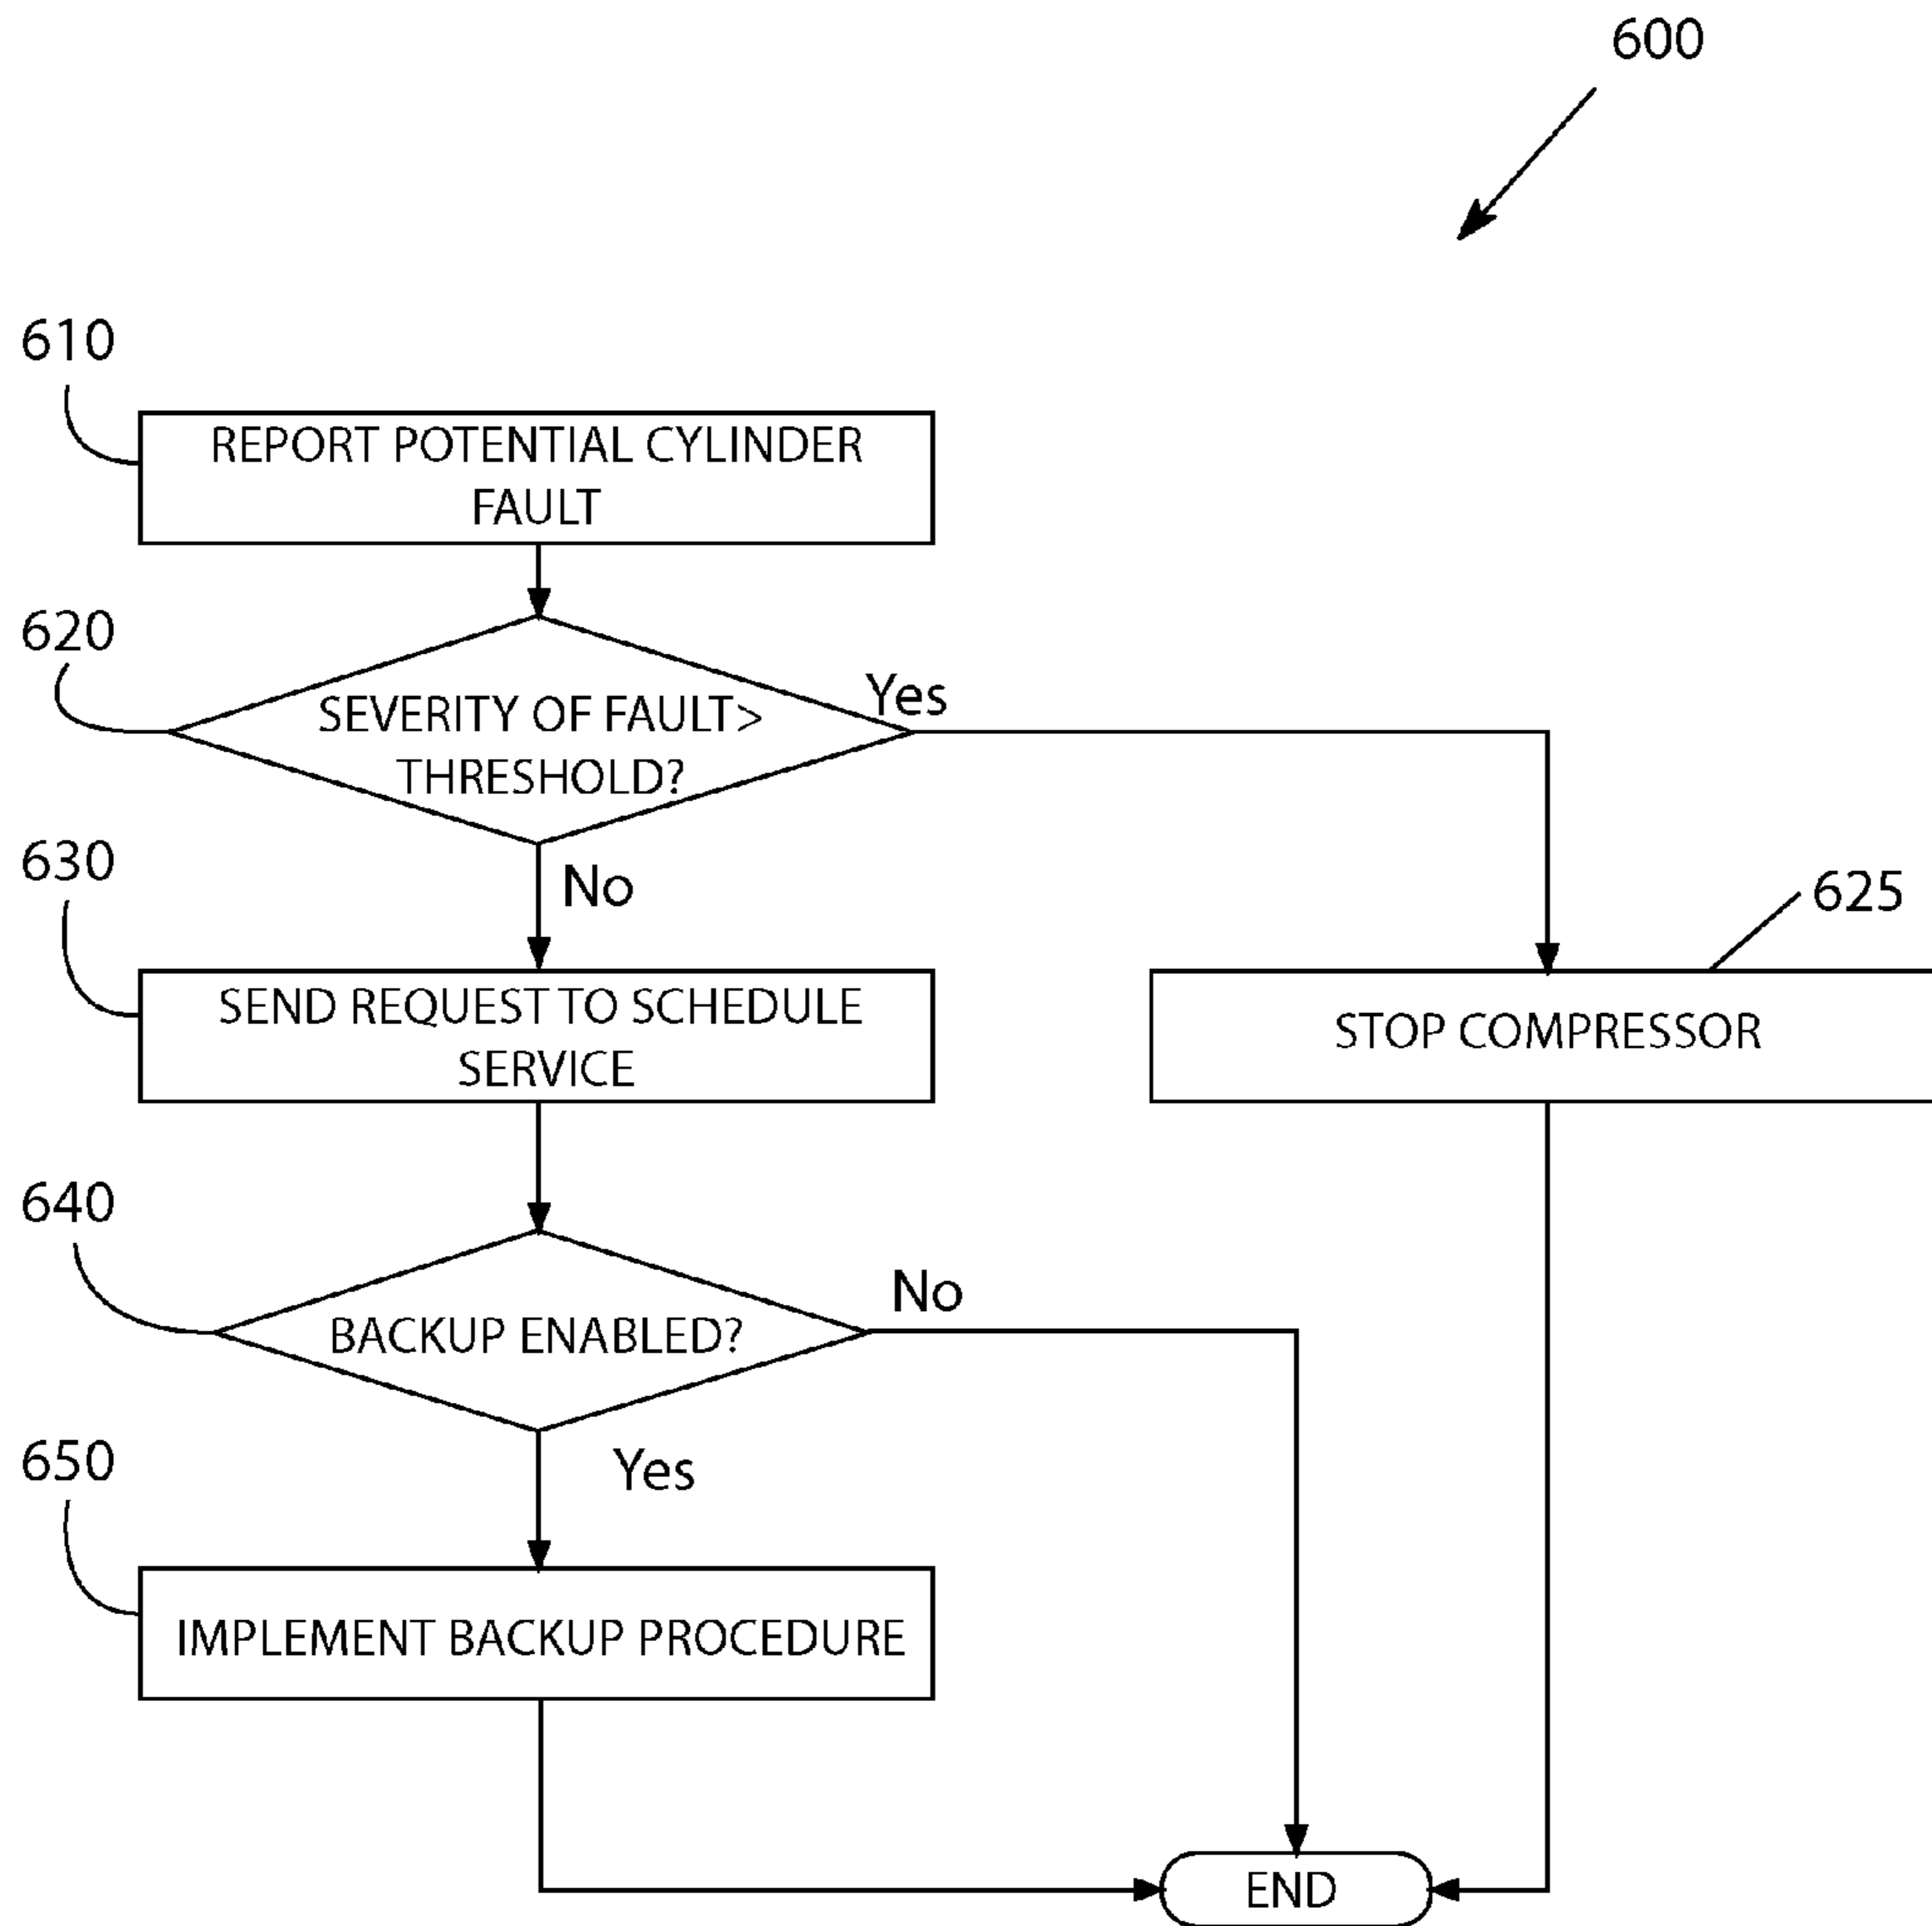 600
610
REPORT POTENTIAL CYLINDER
FAULT
620
SEVERITY OF FAULT>
THRESHOLD?
Yes
No
630
SEND REQUEST TO SCHEDULE
SERVICE
625
STOP COMPRESSOR
640
BACKUP ENABLED?
No
Yes
650
IMPLEMENT BACKUP PROCEDURE
END